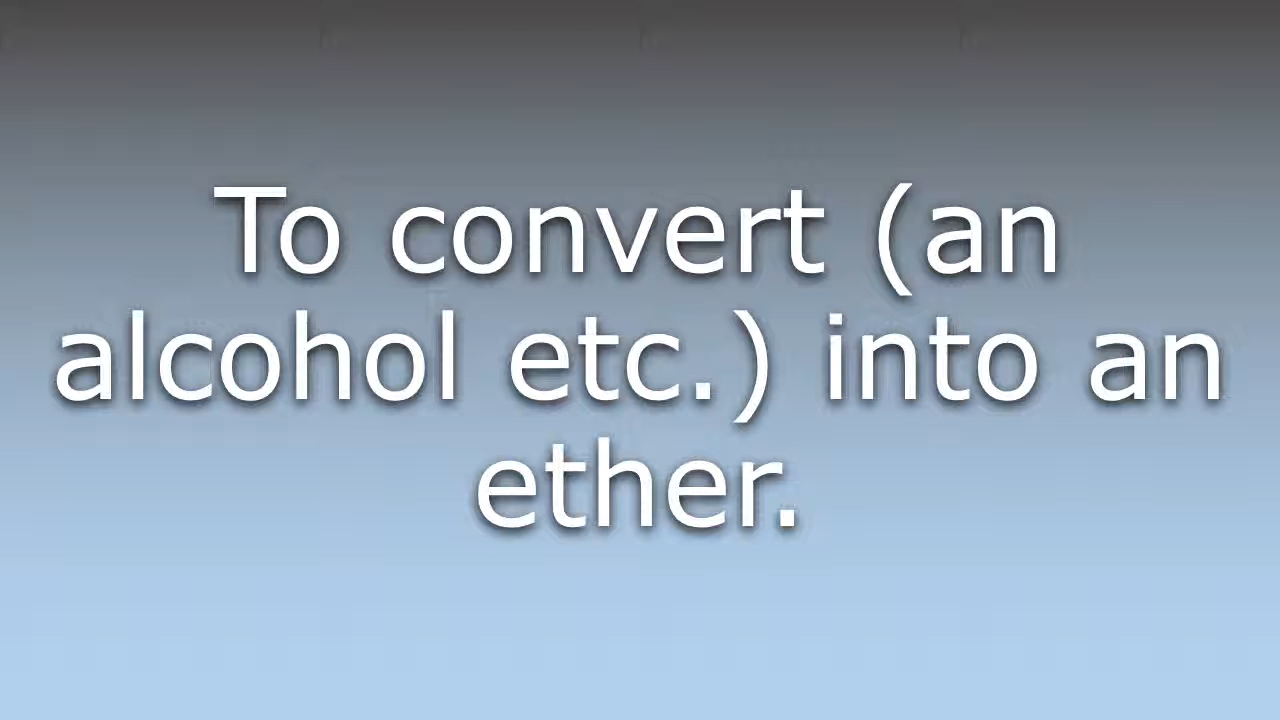 To convert (an
alcohol etc.) into an
ether.